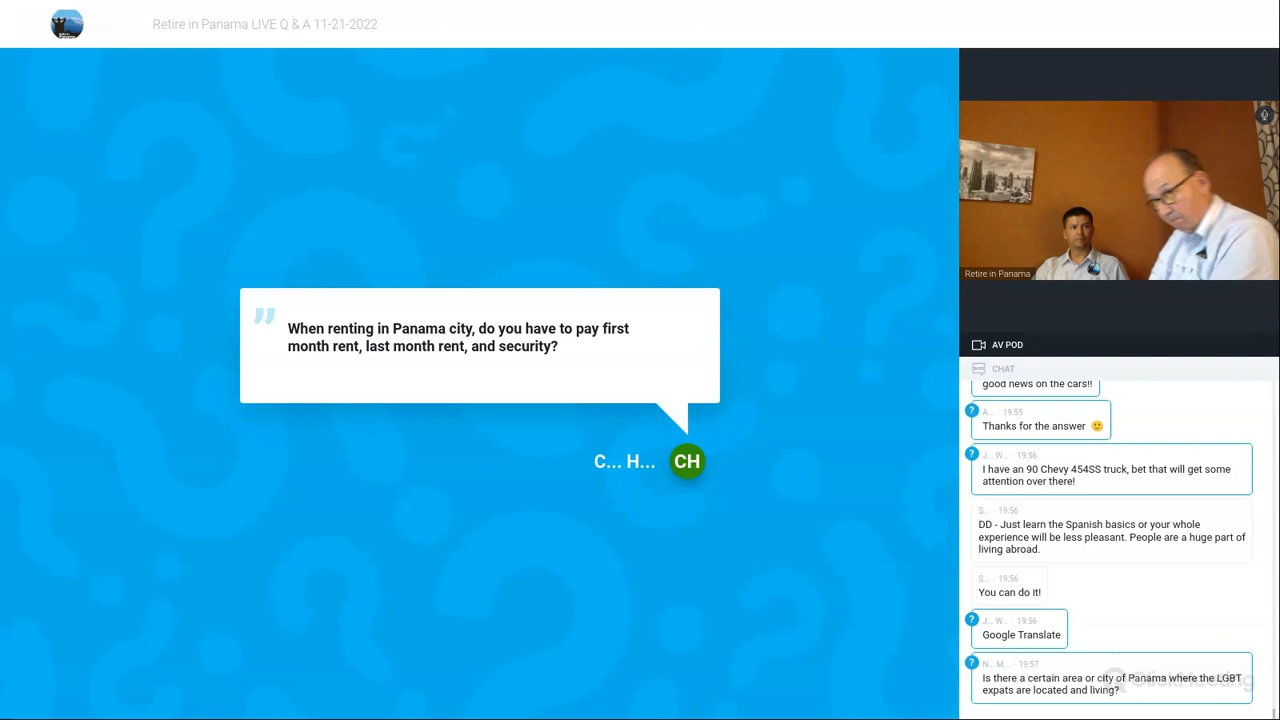 Retire in Panama LIVE Q & A 11-21-2022
When renting in Panama city, do you have to pay first
month rent, last month rent, and security?
C... H...
CH
Retire in Panama
AV POD
CHAT
good news on the cars!!
?
A... · 19:55
Thanks for the answer 🙂
?
J... W... · 19:56
I have an 90 Chevy 454SS truck, bet that will get some
attention over there!
S... · 19:56
DD - Just learn the Spanish basics or your whole
experience will be less pleasant. People are a huge part of
living abroad.
S... · 19:56
You can do it!
?
J... W... · 19:56
Google Translate
?
N... M... · 19:57
Is there a certain area or city of Panama where the LGBT
expats are located and living?
ClickMeeting